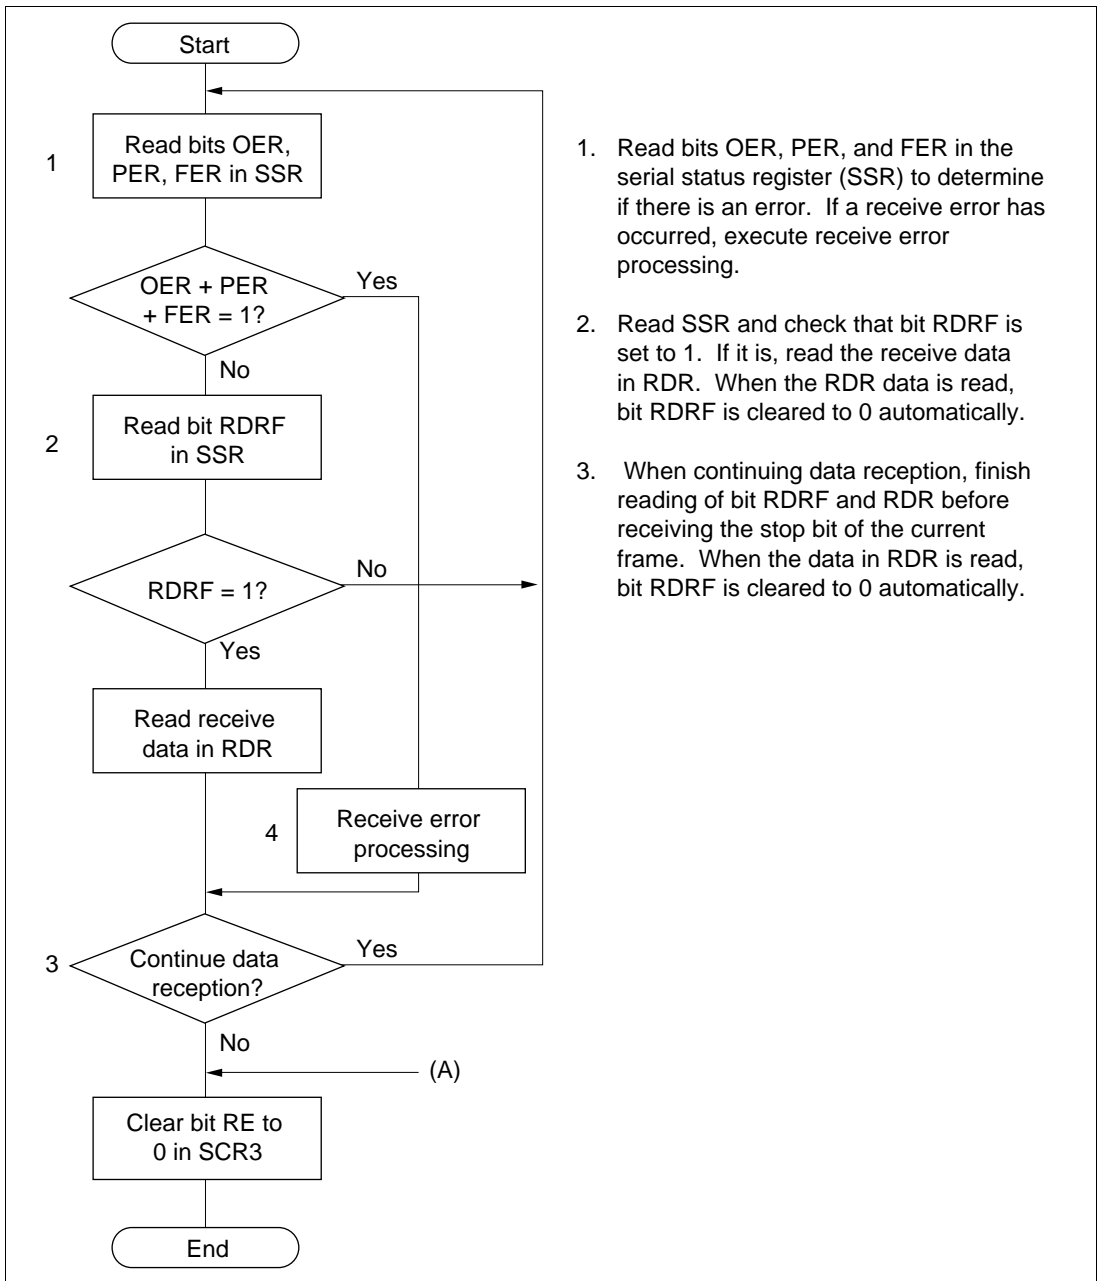 Start
1
Read bits OER,
PER, FER in SSR
OER + PER
+ FER = 1?
Yes
No
2
Read bit RDRF
in SSR
RDRF = 1?
No
Yes
Read receive
data in RDR
4
Receive error
processing
3
Continue data
reception?
Yes
No
(A)
Clear bit RE to
0 in SCR3
End
1. Read bits OER, PER, and FER in the
serial status register (SSR) to determine
if there is an error. If a receive error has
occurred, execute receive error
processing.
2. Read SSR and check that bit RDRF is
set to 1. If it is, read the receive data
in RDR. When the RDR data is read,
bit RDRF is cleared to 0 automatically.
3. When continuing data reception, finish
reading of bit RDRF and RDR before
receiving the stop bit of the current
frame. When the data in RDR is read,
bit RDRF is cleared to 0 automatically.